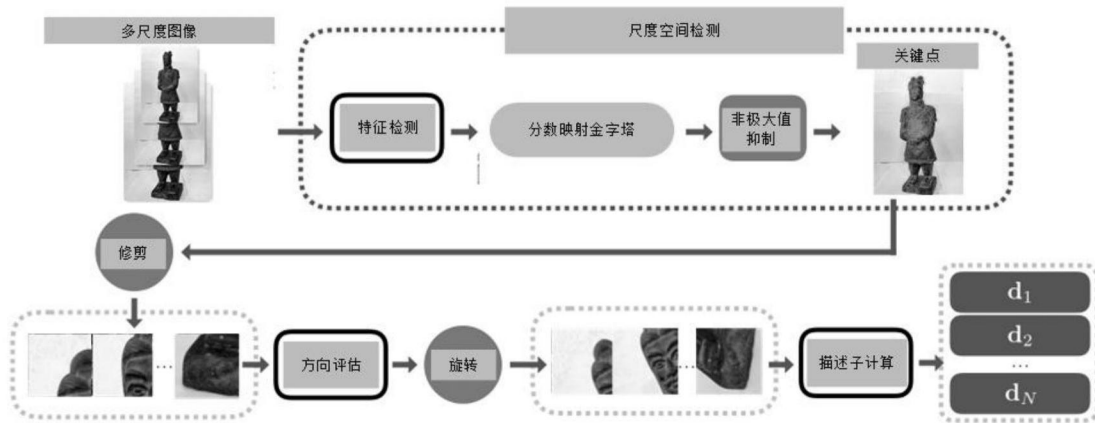 多尺度图像
尺度空间检测
关键点
特征检测
分数映射金字塔
非极大值
抑制
修剪
...
方向评估
旋转
...
描述子计算
d₁
d₂
...
d_N